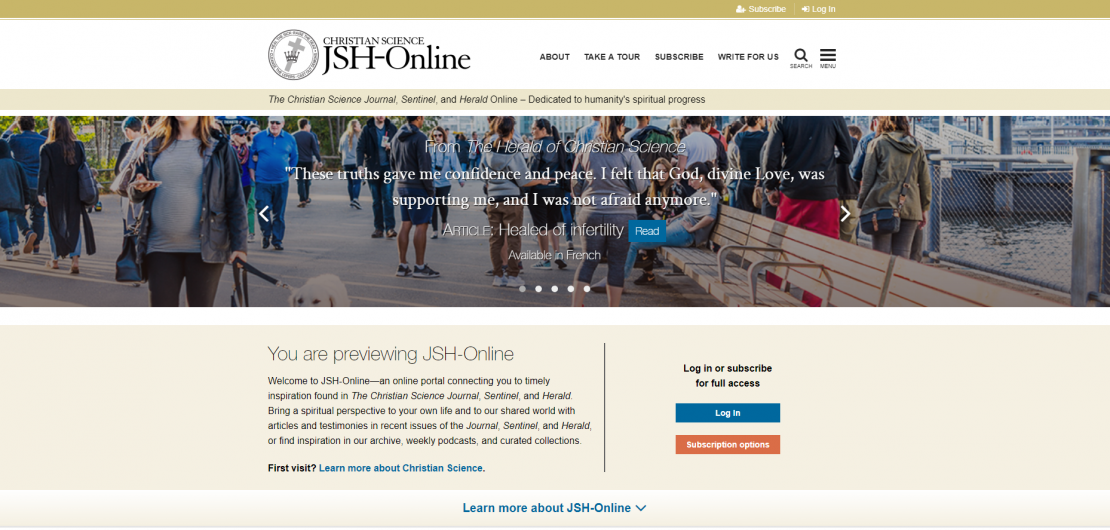 Subscribe
Log In
CHRISTIAN SCIENCE
JSH-Online
ABOUT
TAKE A TOUR
SUBSCRIBE
WRITE FOR US
SEARCH
MENU
The Christian Science Journal, Sentinel, and Herald Online – Dedicated to humanity's spiritual progress
From The Herald of Christian Science
"These truths gave me confidence and peace. I felt that God, divine Love, was
supporting me, and I was not afraid anymore."
ARTICLE: Healed of infertility Read
Available in French
You are previewing JSH-Online
Welcome to JSH-Online—an online portal connecting you to timely
inspiration found in The Christian Science Journal, Sentinel, and Herald.
Bring a spiritual perspective to your own life and to our shared world with
articles and testimonies in recent issues of the Journal, Sentinel, and Herald,
or find inspiration in our archive, weekly podcasts, and curated collections.
First visit? Learn more about Christian Science.
Log in or subscribe
for full access
Log In
Subscription options
Learn more about JSH-Online